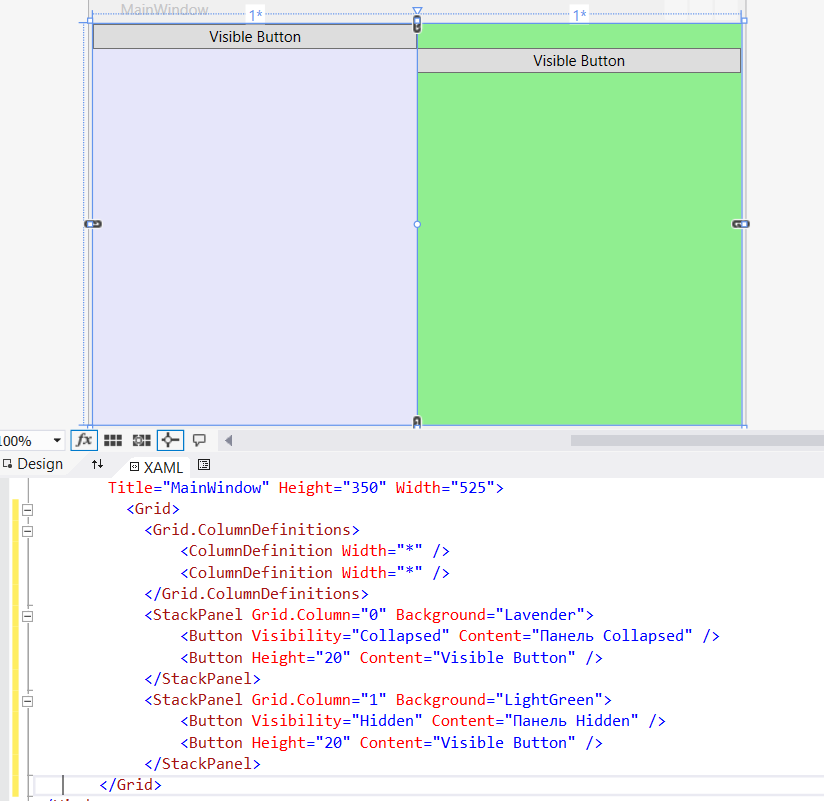 MainWindow
1* 1*
Visible Button
Visible Button
100%
fx
Design XAML
Title="MainWindow" Height="350" Width="525">
<Grid>
<Grid.ColumnDefinitions>
<ColumnDefinition Width="*" />
<ColumnDefinition Width="*" />
</Grid.ColumnDefinitions>
<StackPanel Grid.Column="0" Background="Lavender">
<Button Visibility="Collapsed" Content="Панель Collapsed" />
<Button Height="20" Content="Visible Button" />
</StackPanel>
<StackPanel Grid.Column="1" Background="LightGreen">
<Button Visibility="Hidden" Content="Панель Hidden" />
<Button Height="20" Content="Visible Button" />
</StackPanel>
</Grid>